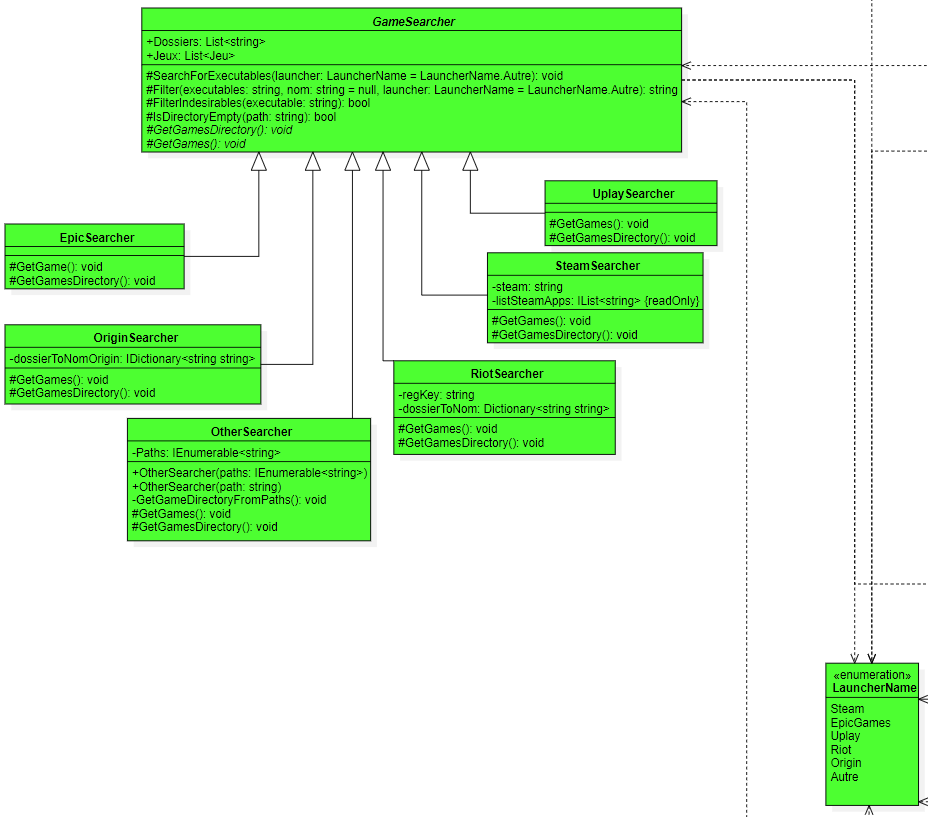 GameSearcher
+Dossiers: List<string>
+Jeux: List<Jeu>
#SearchForExecutables(launcher: LauncherName = LauncherName.Autre): void
#Filter(executables: string, nom: string = null, launcher: LauncherName = LauncherName.Autre): string
#FilterIndesirables(executable: string): bool
#IsDirectoryEmpty(path: string): bool
#GetGamesDirectory(): void
#GetGames(): void
UplaySearcher
#GetGames(): void
#GetGamesDirectory(): void
EpicSearcher
#GetGame(): void
#GetGamesDirectory(): void
SteamSearcher
-steam: string
-listSteamApps: IList<string> {readOnly}
#GetGames(): void
#GetGamesDirectory(): void
OriginSearcher
-dossierToNomOrigin: IDictionary<string string>
#GetGames(): void
#GetGamesDirectory(): void
RiotSearcher
-regKey: string
-dossierToNom: Dictionary<string string>
#GetGames(): void
#GetGamesDirectory(): void
OtherSearcher
-Paths: IEnumerable<string>
+OtherSearcher(paths: IEnumerable<string>)
+OtherSearcher(path: string)
-GetGameDirectoryFromPaths(): void
#GetGames(): void
#GetGamesDirectory(): void
«enumeration»
LauncherName
Steam
EpicGames
Uplay
Riot
Origin
Autre